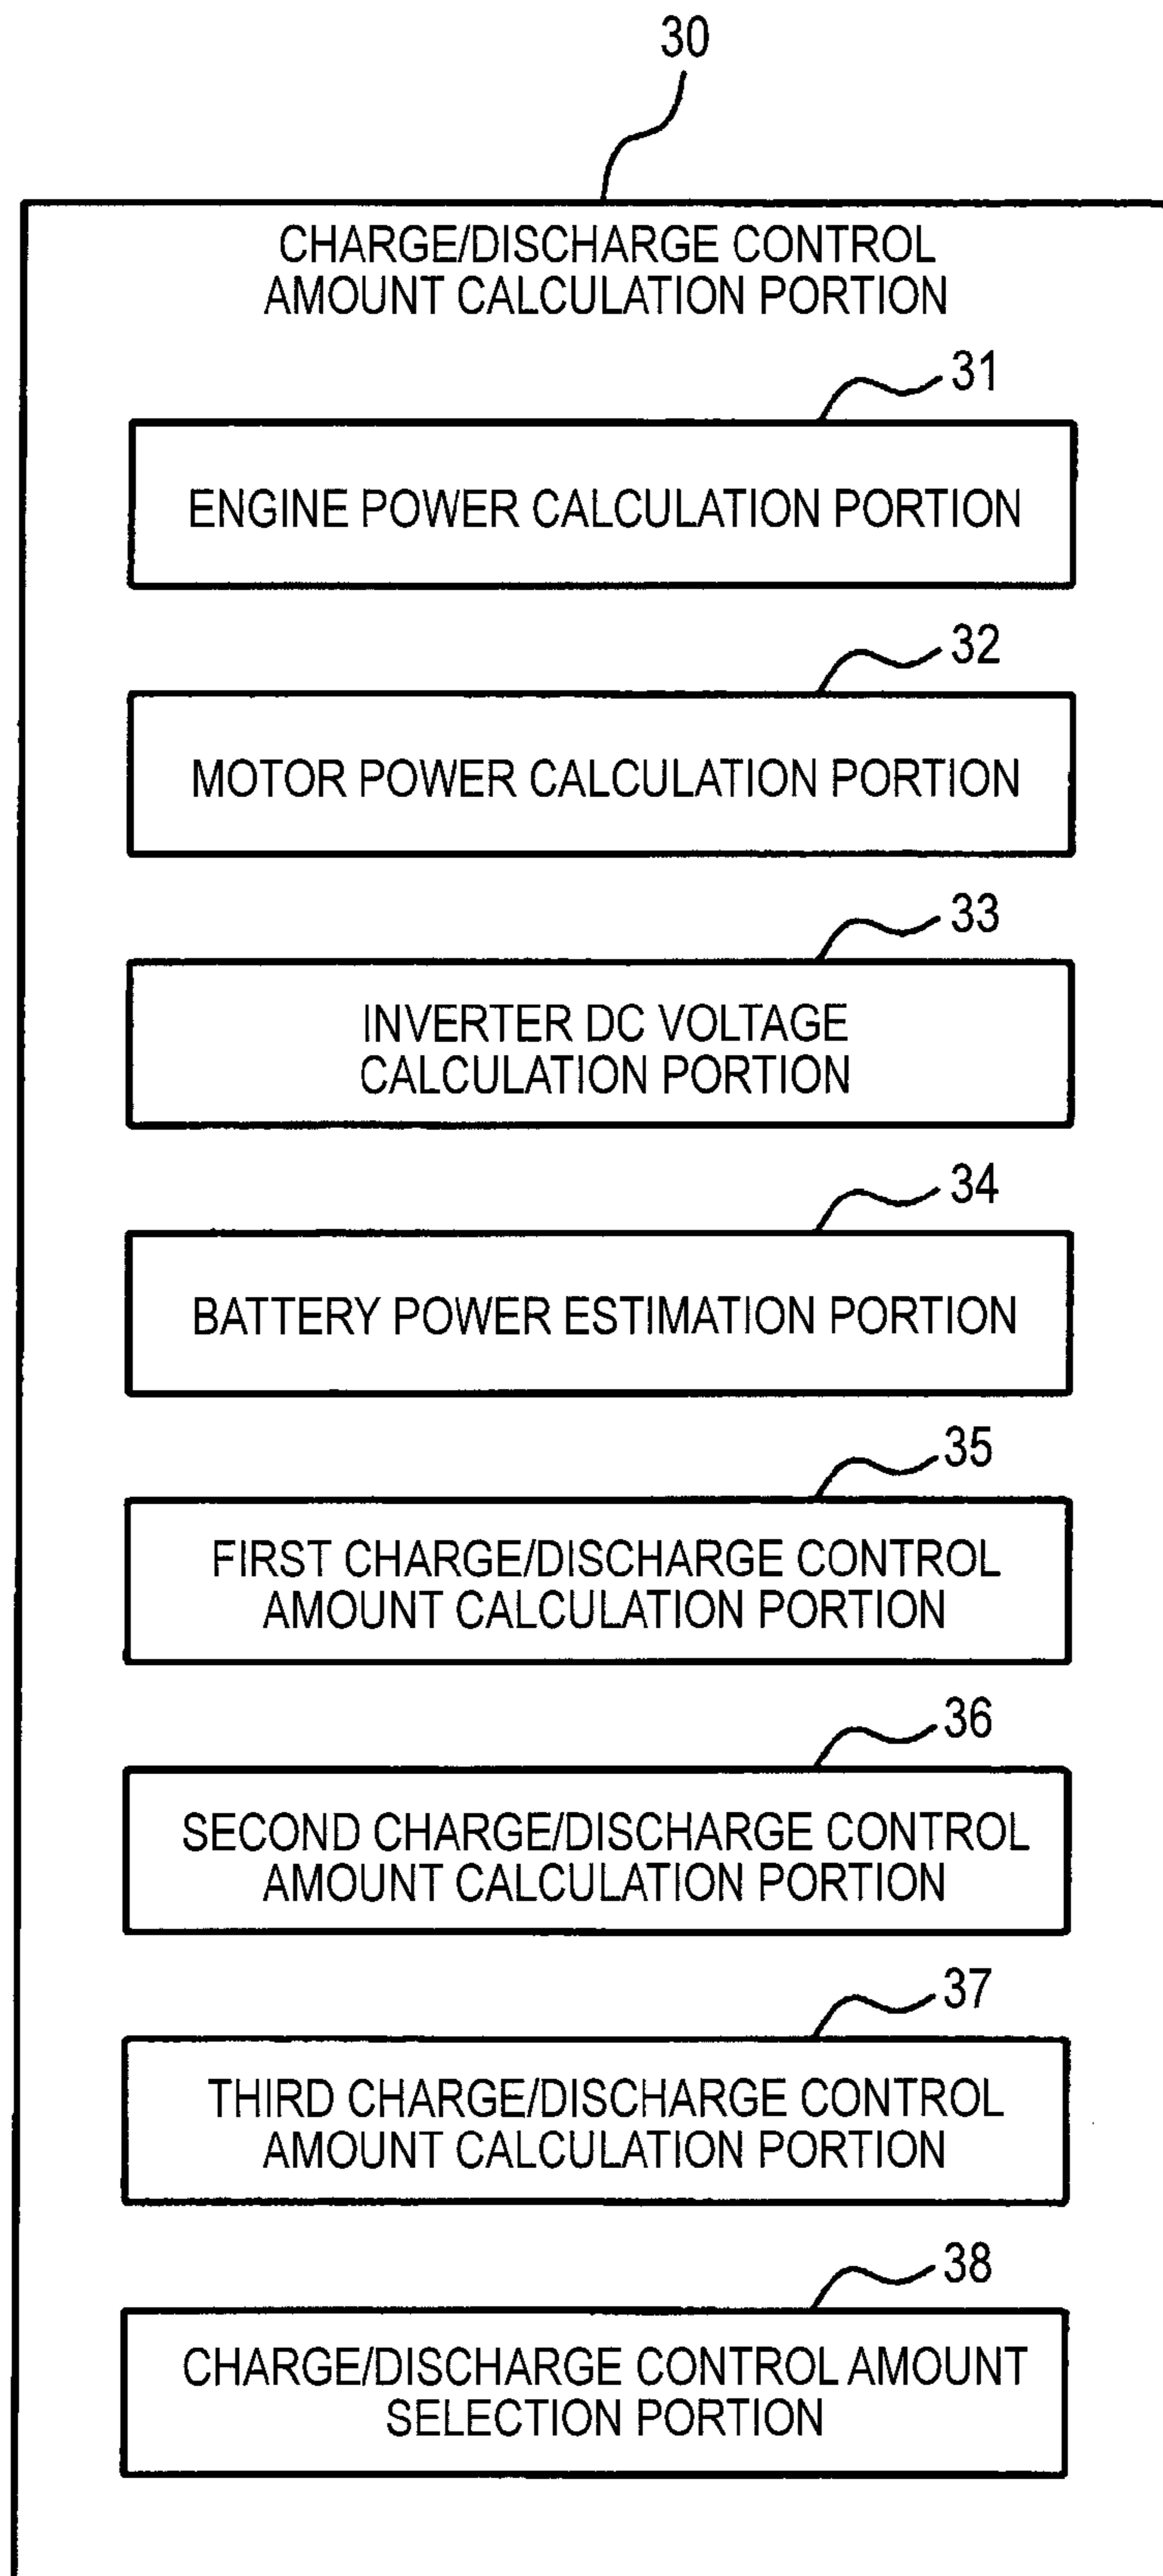 30
CHARGE/DISCHARGE CONTROL
AMOUNT CALCULATION PORTION
31
ENGINE POWER CALCULATION PORTION
32
MOTOR POWER CALCULATION PORTION
33
INVERTER DC VOLTAGE
CALCULATION PORTION
34
BATTERY POWER ESTIMATION PORTION
35
FIRST CHARGE/DISCHARGE CONTROL
AMOUNT CALCULATION PORTION
36
SECOND CHARGE/DISCHARGE CONTROL
AMOUNT CALCULATION PORTION
37
THIRD CHARGE/DISCHARGE CONTROL
AMOUNT CALCULATION PORTION
38
CHARGE/DISCHARGE CONTROL AMOUNT
SELECTION PORTION